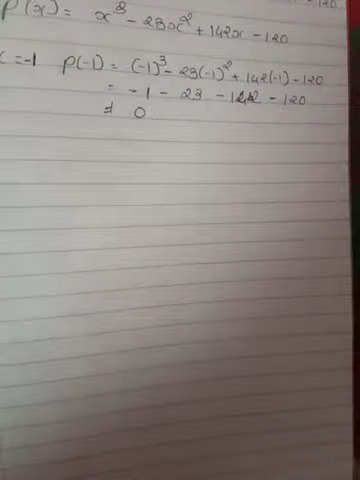 - 120
P(x) = x³ - 23x² + 142x - 120
x = -1 P(-1) = (-1)³ - 23(-1)² + 142(-1) - 120
= -1 - 23 - 142 - 120
≠ 0